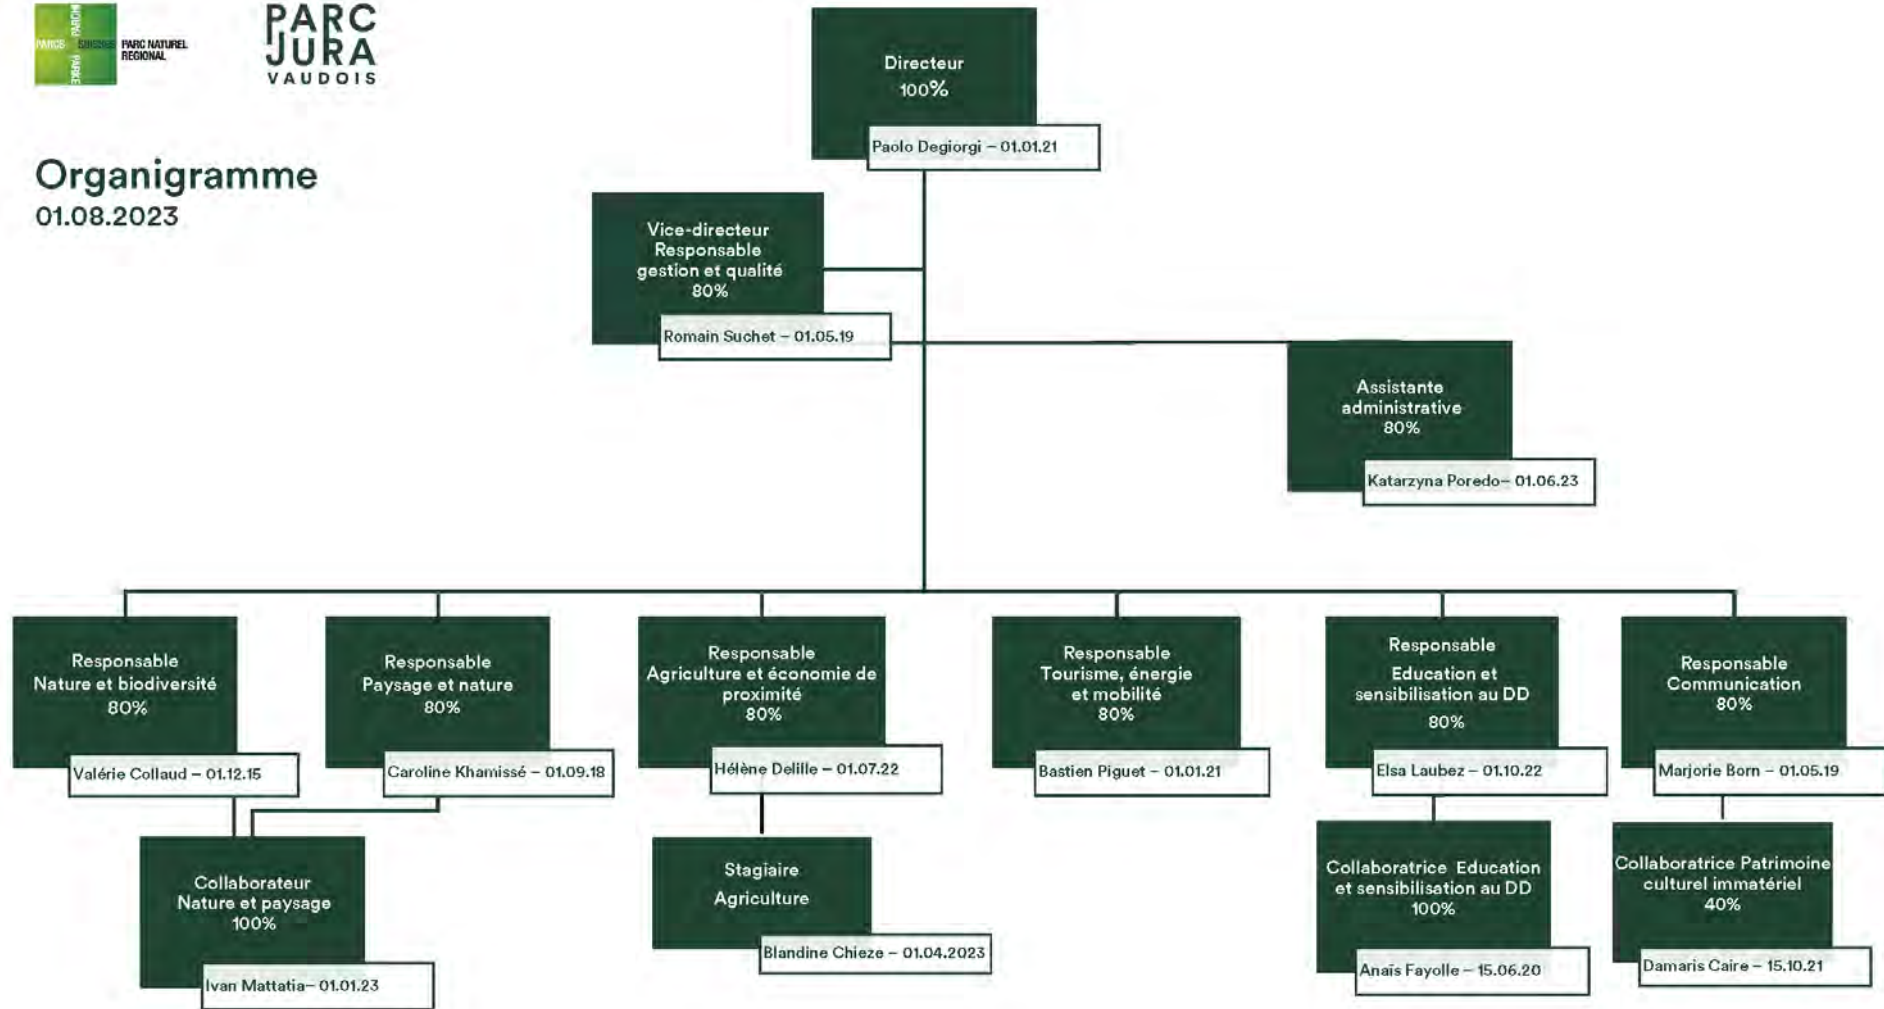 PARCS SUISSES
PARCHI
PÄRKE
PARC NATUREL
REGIONAL
PARC
JURA
VAUDOIS
Organigramme
01.08.2023
Directeur
100%
Paolo Degiorgi – 01.01.21
Vice-directeur
Responsable
gestion et qualité
80%
Romain Suchet – 01.05.19
Assistante
administrative
80%
Katarzyna Poredo– 01.06.23
Responsable
Nature et biodiversité
80%
Valérie Collaud – 01.12.15
Responsable
Paysage et nature
80%
Caroline Khamissé – 01.09.18
Responsable
Agriculture et économie de
proximité
80%
Hélène Delille – 01.07.22
Responsable
Tourisme, énergie
et mobilité
80%
Bastien Piguet – 01.01.21
Responsable
Education et
sensibilisation au DD
80%
Elsa Laubez – 01.10.22
Responsable
Communication
80%
Marjorie Born – 01.05.19
Collaborateur
Nature et paysage
100%
Ivan Mattatia– 01.01.23
Stagiaire
Agriculture
Blandine Chieze – 01.04.2023
Collaboratrice Education
et sensibilisation au DD
100%
Anaïs Fayolle – 15.06.20
Collaboratrice Patrimoine
culturel immatériel
40%
Damaris Caire – 15.10.21